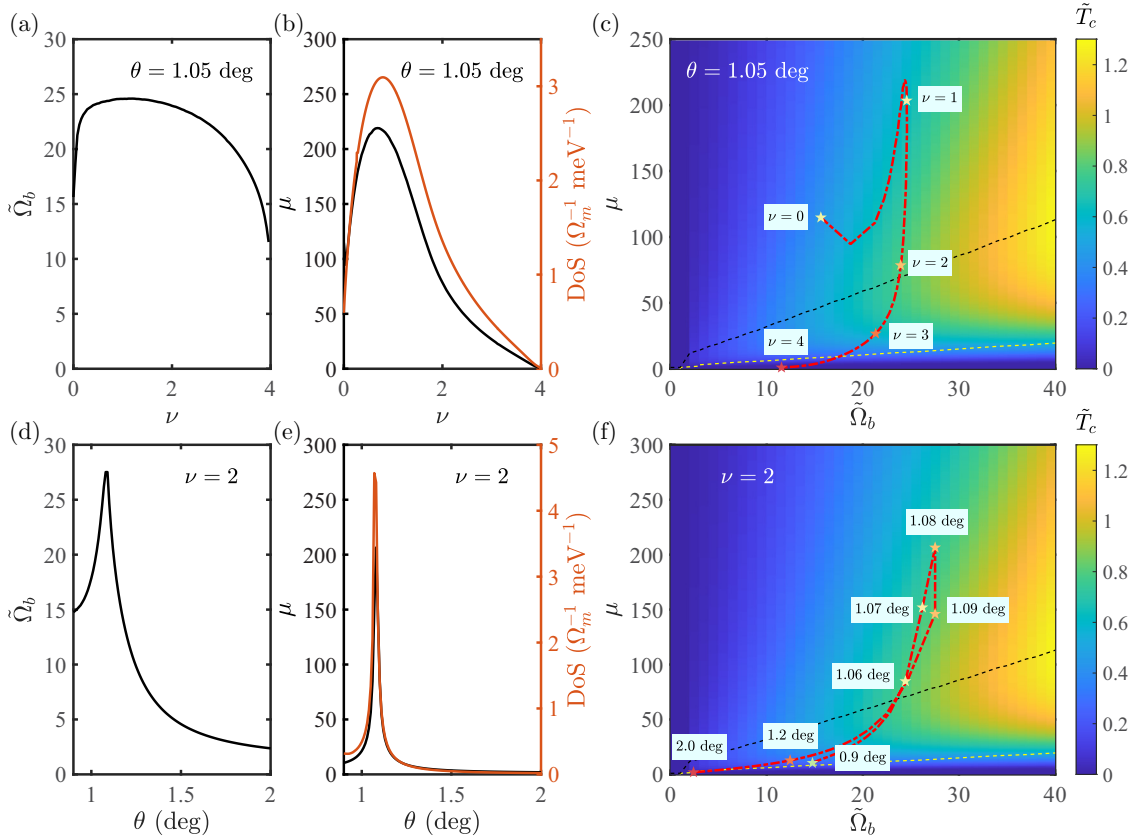 (a)
30
25
20
15
10
5
0
0
2
4
θ = 1.05 deg
Ω̃_b
ν
(b)
300
250
200
150
100
50
0
0
2
4
θ = 1.05 deg
μ
ν
3
2
1
0
DoS (Ω_m^{-1} meV^{-1})
(c)
250
200
150
100
50
0
0
10
20
30
40
θ = 1.05 deg
ν = 1
ν = 0
ν = 2
ν = 3
ν = 4
μ
Ω̃_b
T̃_c
1.2
1
0.8
0.6
0.4
0.2
0
(d)
30
25
20
15
10
5
0
1
1.5
2
ν = 2
Ω̃_b
θ (deg)
(e)
300
250
200
150
100
50
0
1
1.5
2
ν = 2
μ
θ (deg)
5
4
3
2
1
0
DoS (Ω_m^{-1} meV^{-1})
(f)
300
250
200
150
100
50
0
0
10
20
30
40
ν = 2
1.08 deg
1.07 deg
1.09 deg
1.06 deg
1.2 deg
2.0 deg
0.9 deg
μ
Ω̃_b
T̃_c
1.2
1
0.8
0.6
0.4
0.2
0